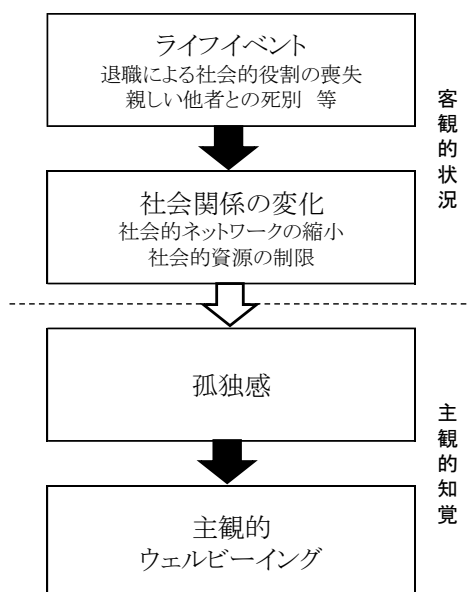 ライフイベント
退職による社会的役割の喪失
親しい他者との死別 等
社会関係の変化
社会的ネットワークの縮小
社会的資源の制限
客観的状況
孤独感
主観的
ウェルビーイング
主観的知覚